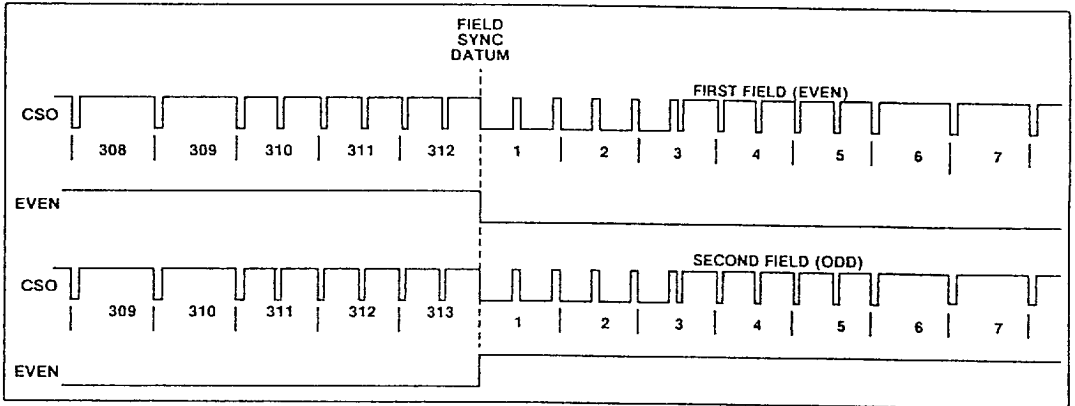 FIELD
SYNC
DATUM
FIRST FIELD (EVEN)
CSO
308 309 310 311 312 1 2 3 4 5 6 7
EVEN
SECOND FIELD (ODD)
CSO
309 310 311 312 313 1 2 3 4 5 6 7
EVEN